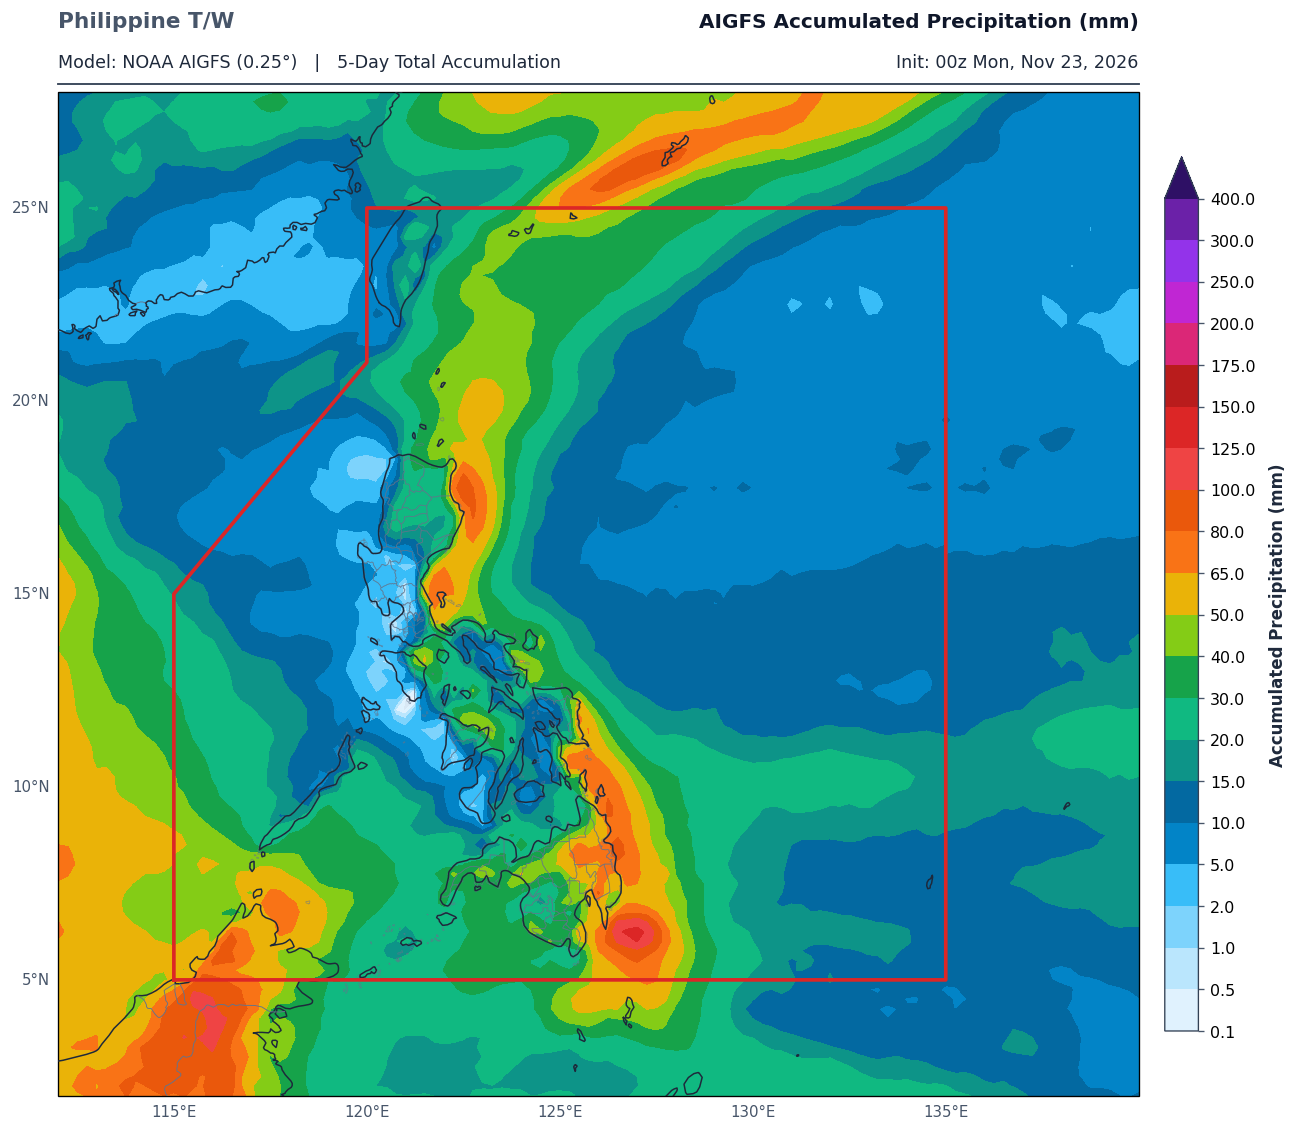 Philippine T/W
AIGFS Accumulated Precipitation (mm)
Model: NOAA AIGFS (0.25°) | 5-Day Total Accumulation
Init: 00z Mon, Nov 23, 2026
25°N
20°N
15°N
10°N
5°N
115°E
120°E
125°E
130°E
135°E
400.0
300.0
250.0
200.0
175.0
150.0
125.0
100.0
80.0
65.0
50.0
40.0
30.0
20.0
15.0
10.0
5.0
2.0
1.0
0.5
0.1
Accumulated Precipitation (mm)